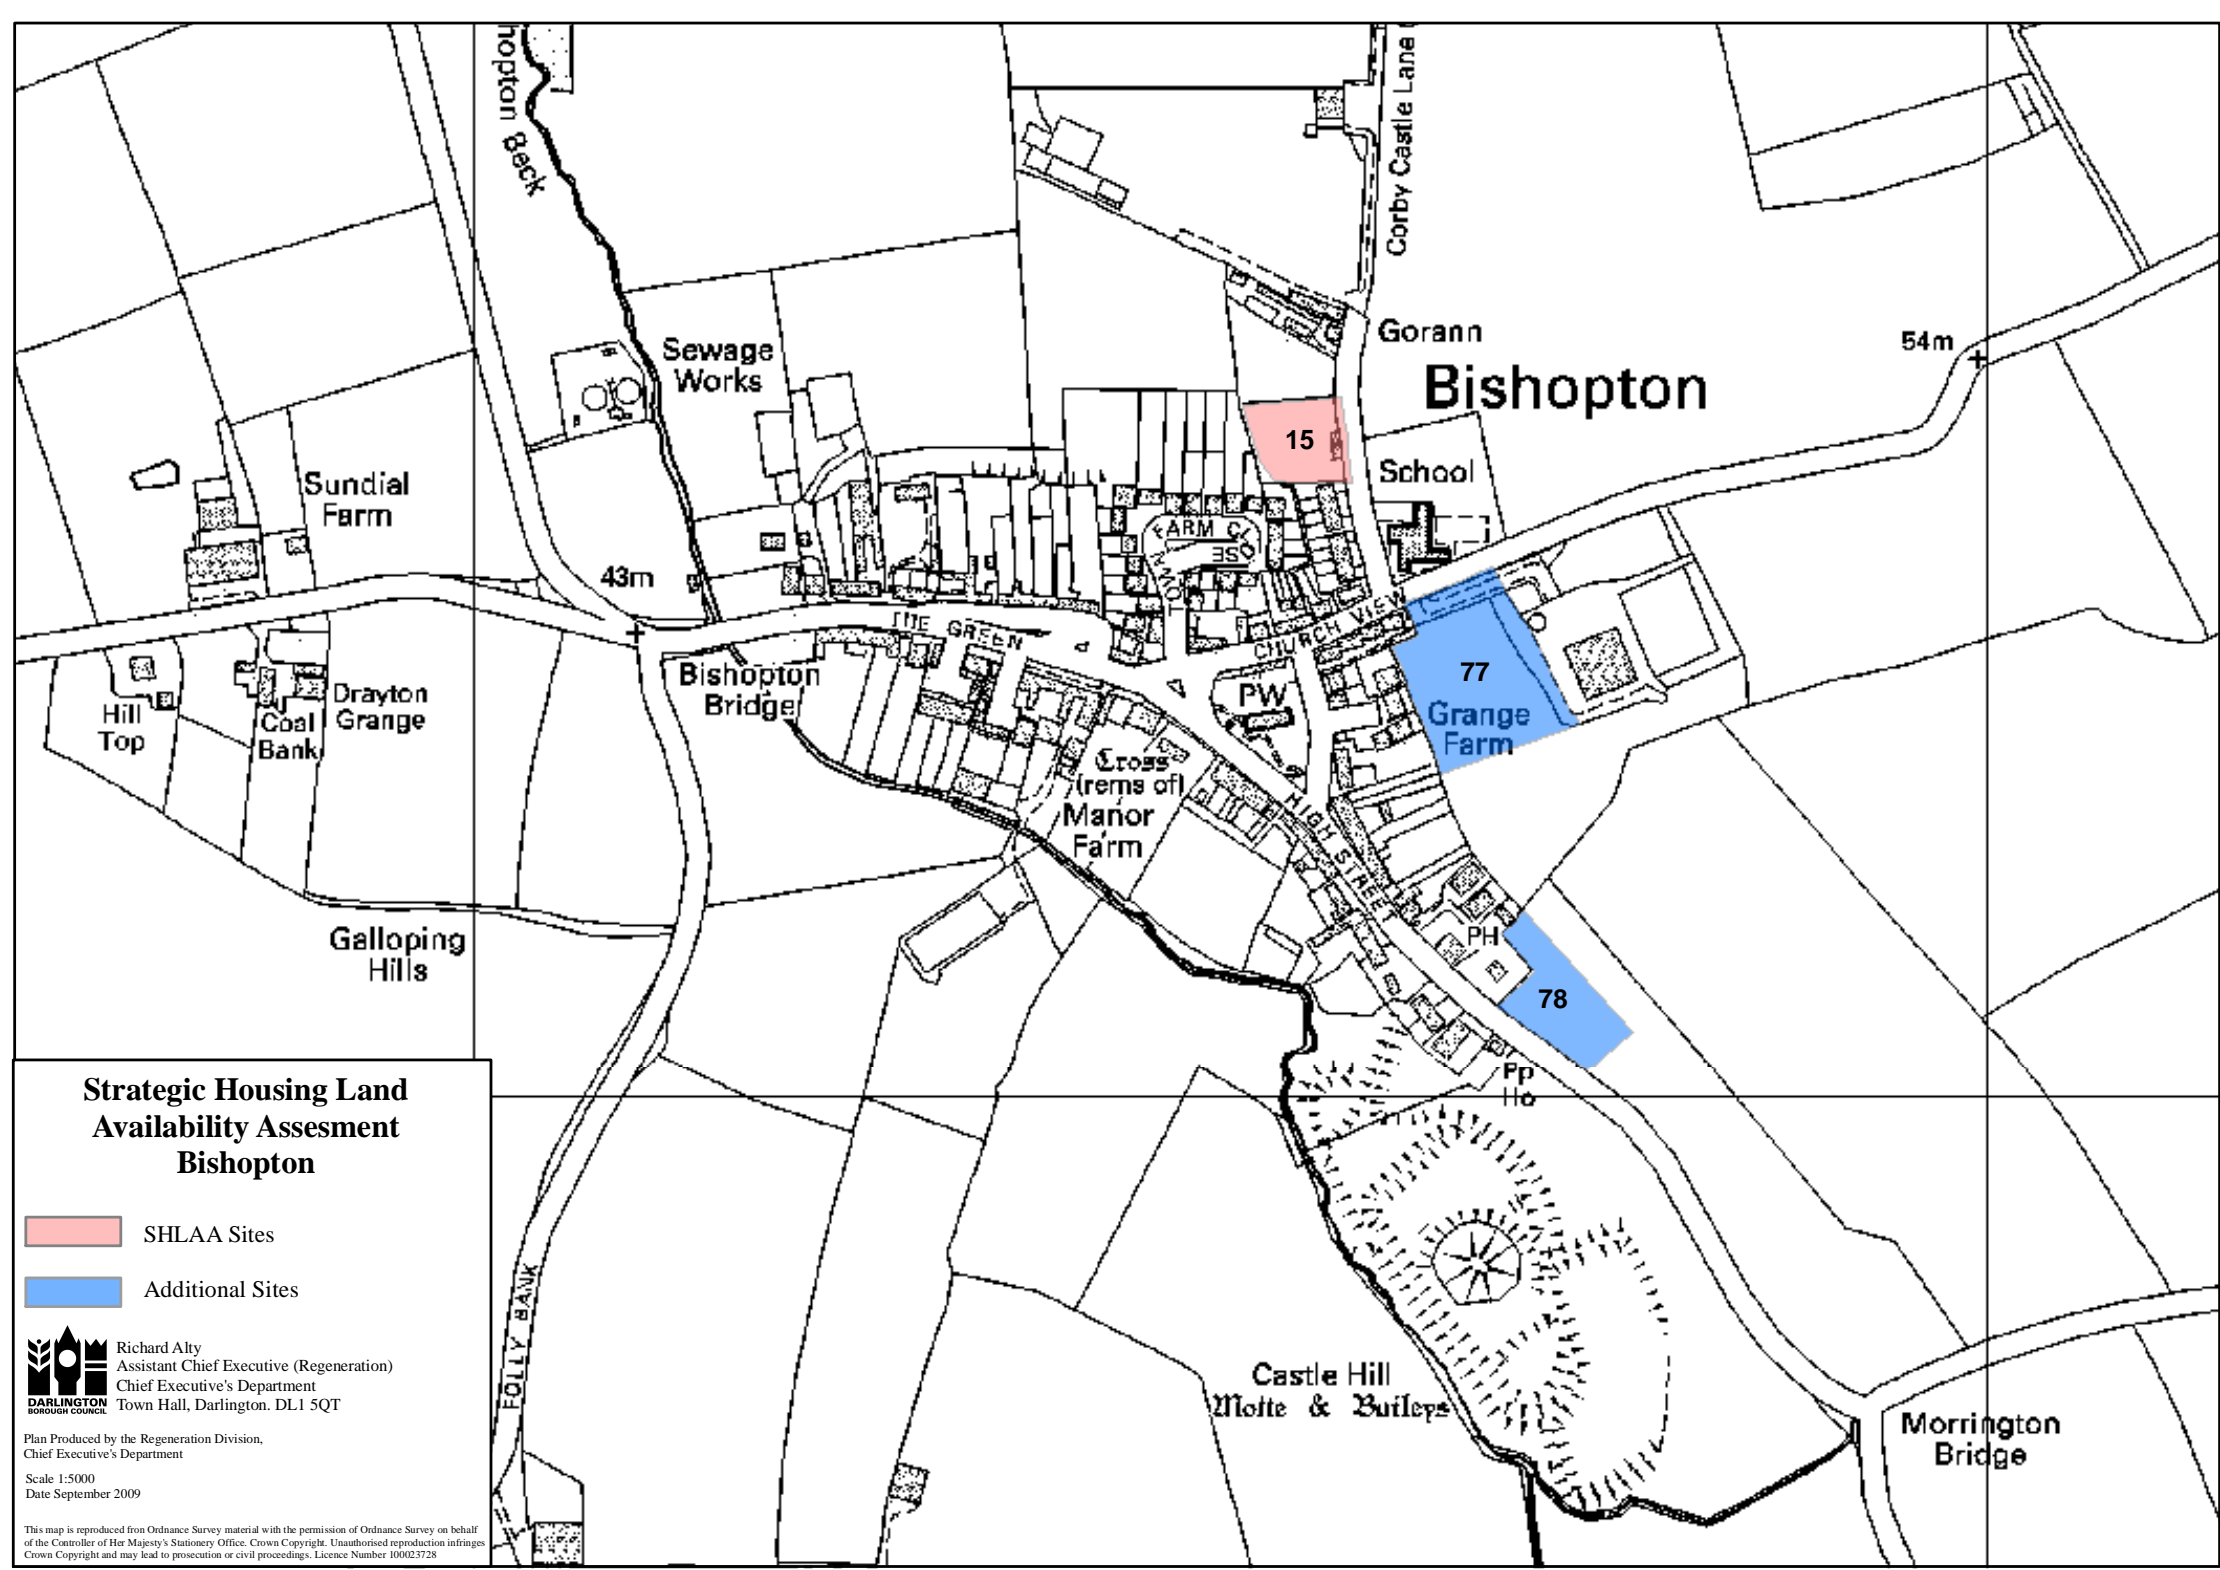 hopton Beck
Corby Castle Lane
Gorann
Bishopton
54m
Sewage
Works
15
School
Sundial
Farm
43m
FARM CLOSE
THE GREEN
CHURCH VIEW
77
Grange
Farm
PW
Bishopton
Bridge
Hill
Top
Coal
Bank
Drayton
Grange
Cross
(rems of)
Manor
Farm
HIGH STREET
PH
78
Galloping
Hills
Pp
Ho
FOLLY BANK
Castle Hill
Motte & Baileys
Morrington
Bridge
Strategic Housing Land
Availability Assesment
Bishopton
SHLAA Sites
Additional Sites
DARLINGTON
BOROUGH COUNCIL
Richard Alty
Assistant Chief Executive (Regeneration)
Chief Executive's Department
Town Hall, Darlington. DL1 5QT
Plan Produced by the Regeneration Division,
Chief Executive's Department
Scale 1:5000
Date September 2009
This map is reproduced fron Ordnance Survey material with the permission of Ordnance Survey on behalf
of the Controller of Her Majesty's Stationery Office. Crown Copyright. Unauthorised reproduction infringes
Crown Copyright and may lead to prosecution or civil proceedings. Licence Number 100023728